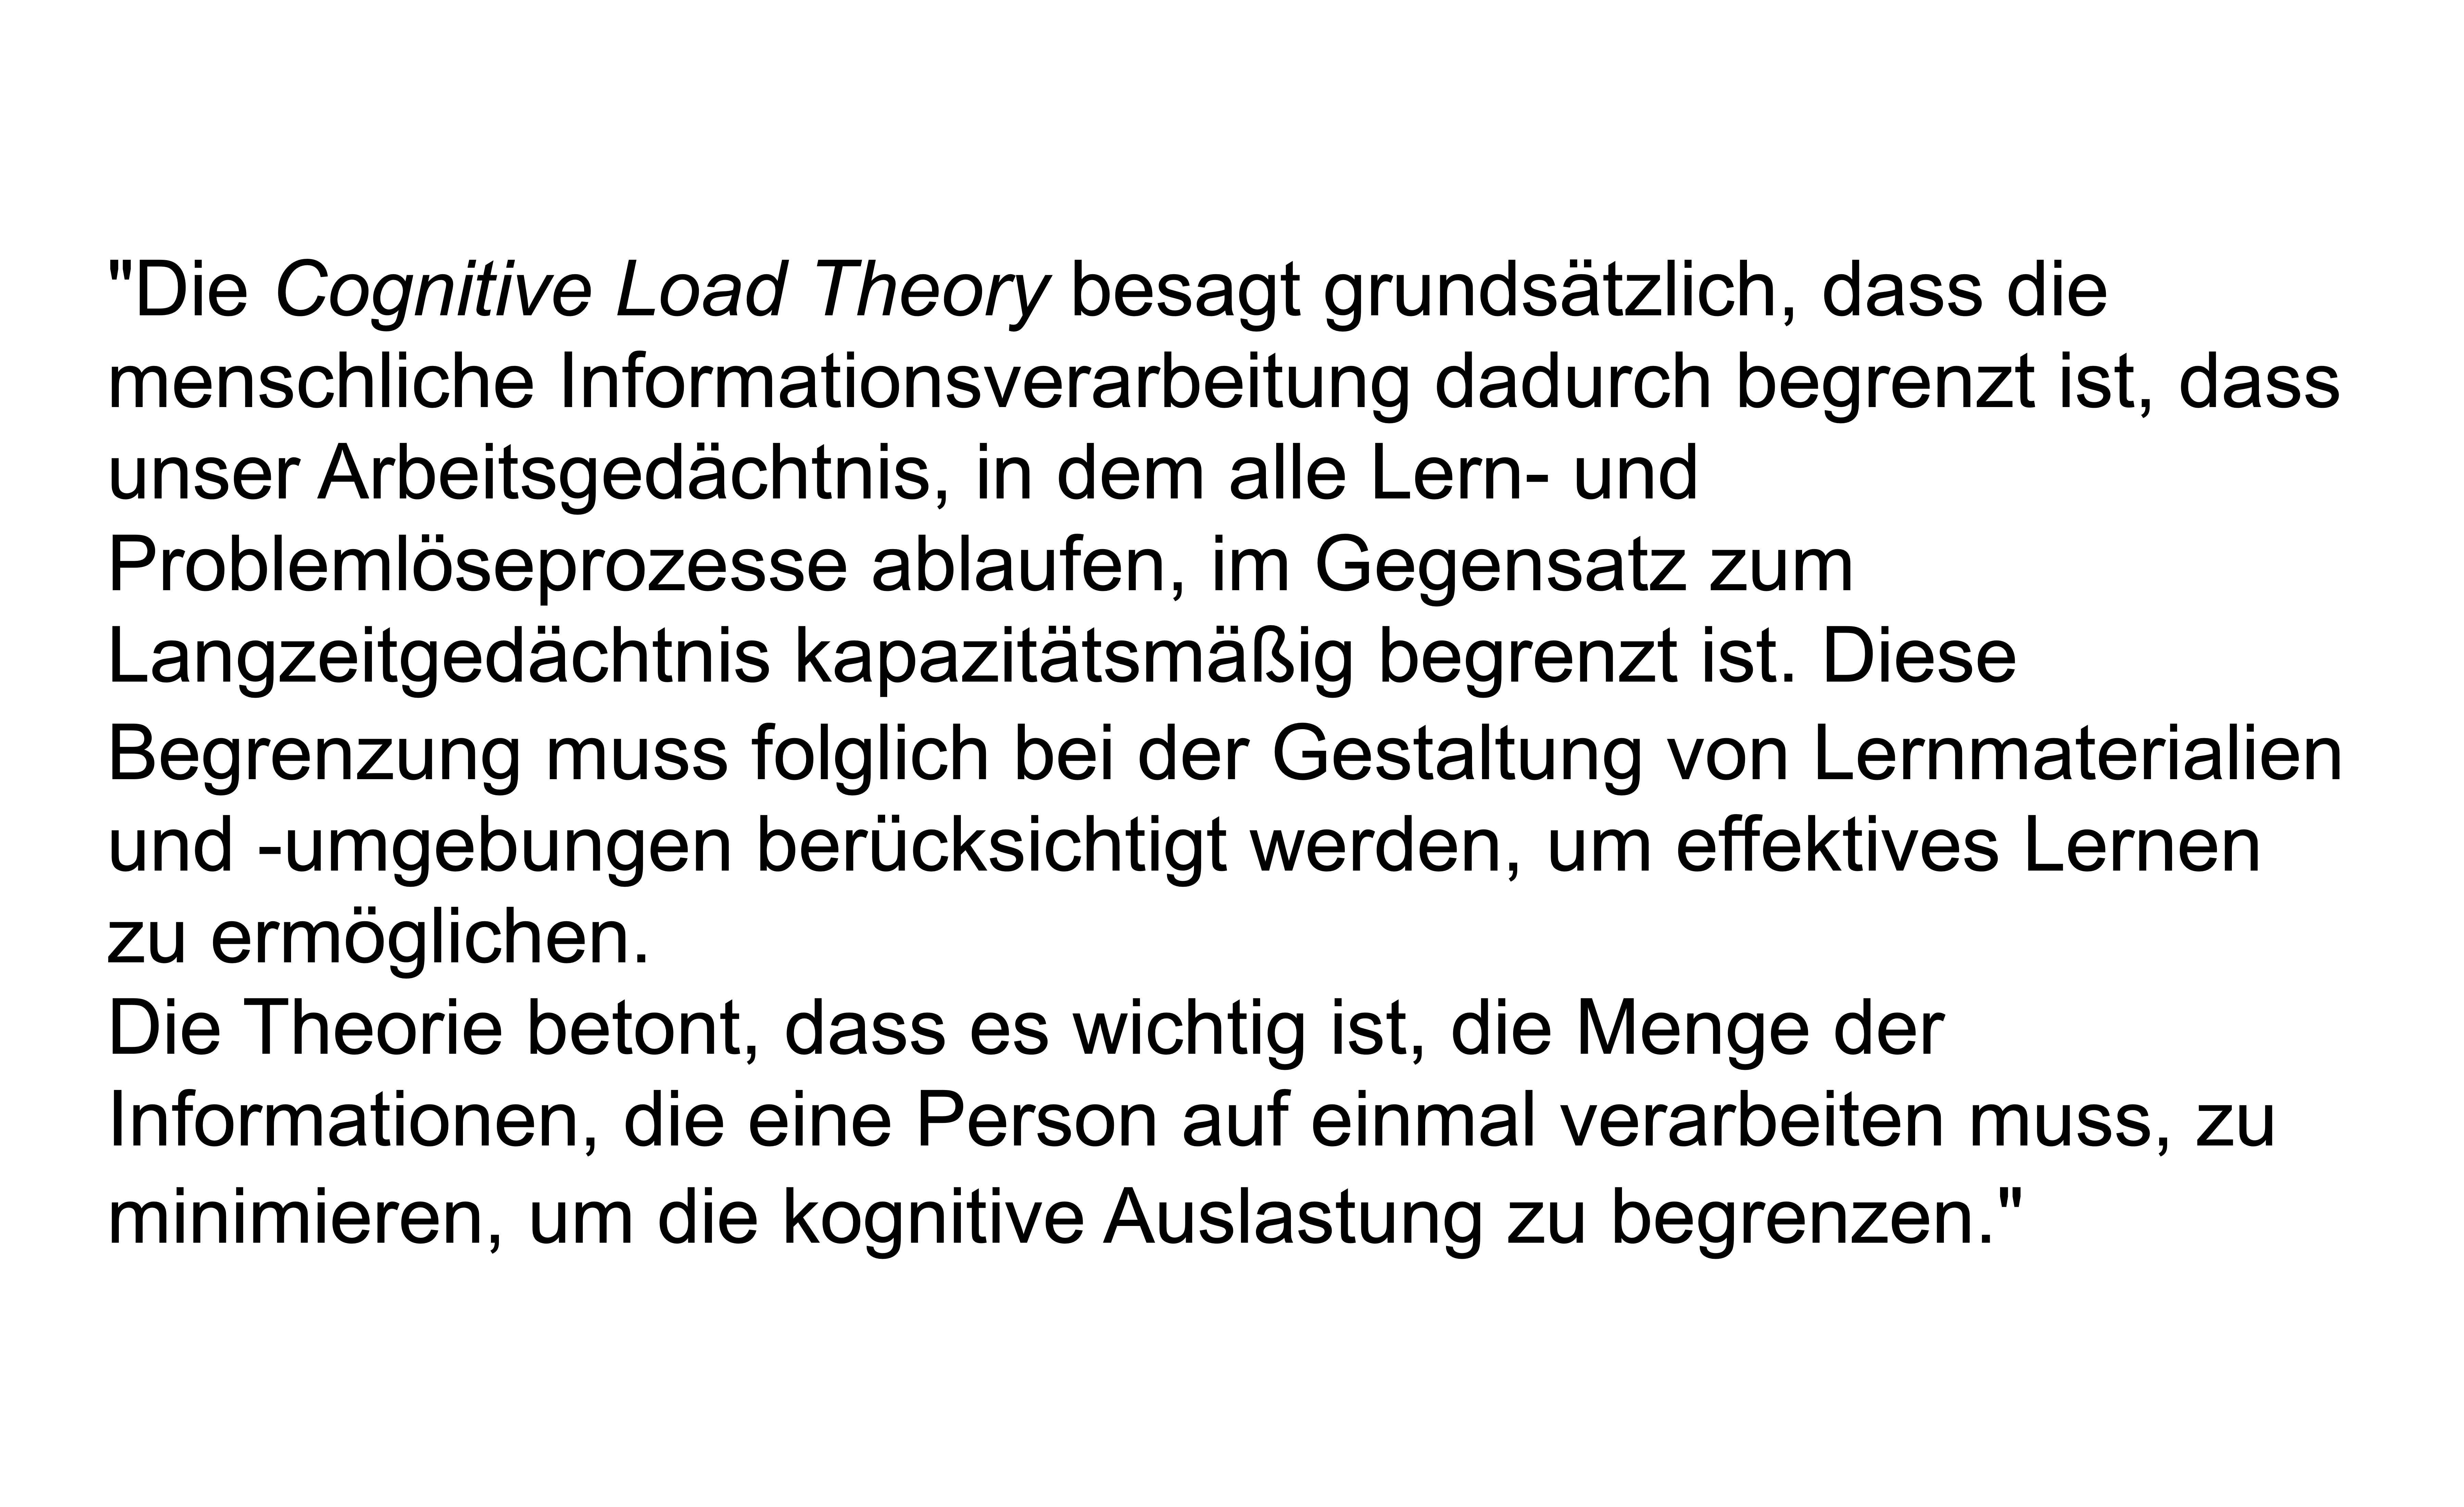 "Die Cognitive Load Theory besagt grundsätzlich, dass die
menschliche Informationsverarbeitung dadurch begrenzt ist, dass
unser Arbeitsgedächtnis, in dem alle Lern- und
Problemlöseprozesse ablaufen, im Gegensatz zum
Langzeitgedächtnis kapazitätsmäßig begrenzt ist. Diese
Begrenzung muss folglich bei der Gestaltung von Lernmaterialien
und -umgebungen berücksichtigt werden, um effektives Lernen
zu ermöglichen.
Die Theorie betont, dass es wichtig ist, die Menge der
Informationen, die eine Person auf einmal verarbeiten muss, zu
minimieren, um die kognitive Auslastung zu begrenzen."